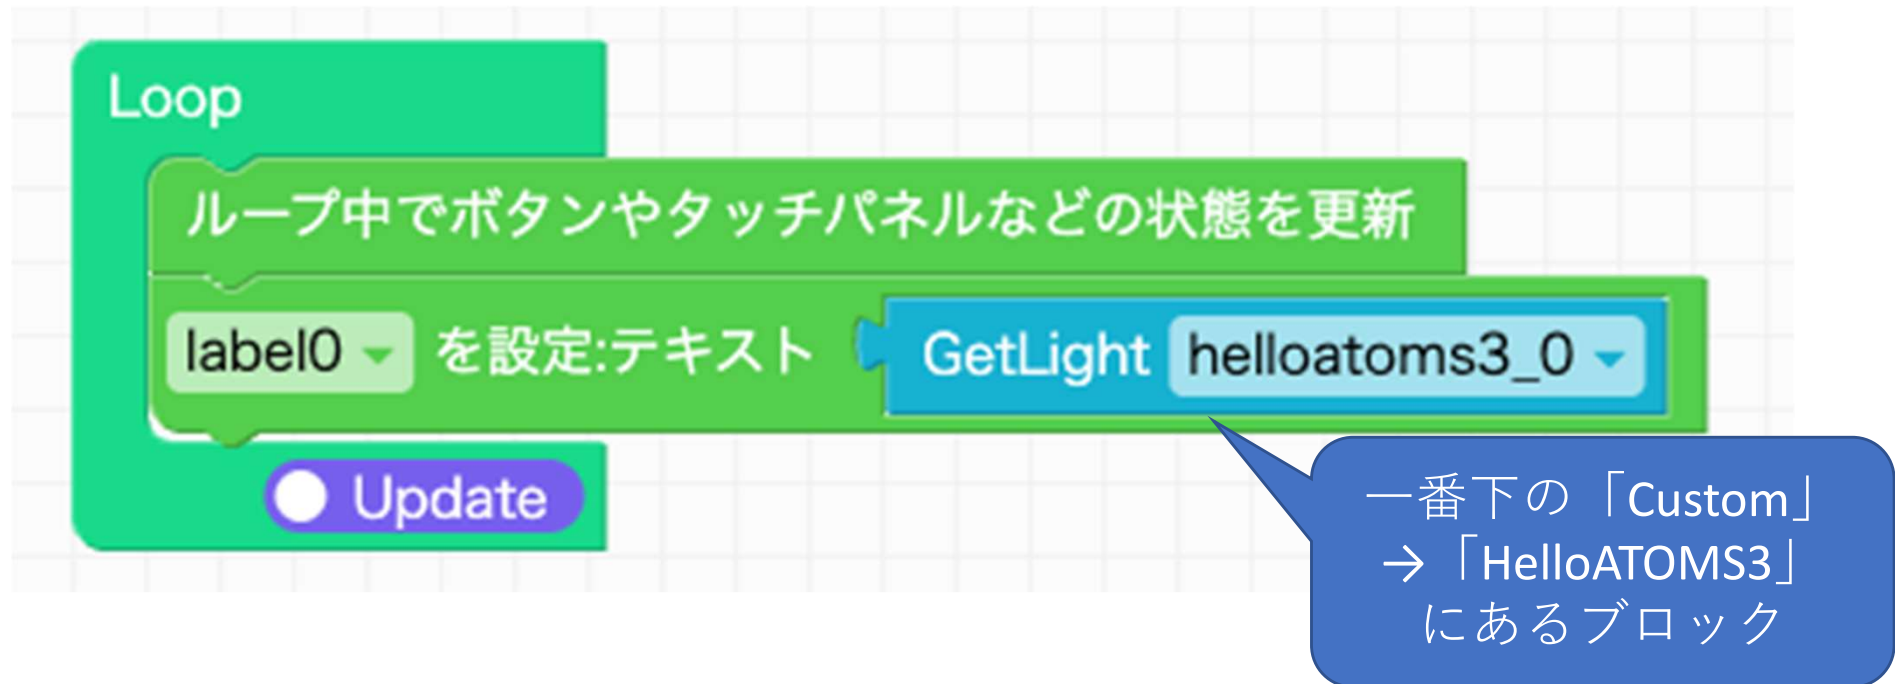 Loop
ループ中でボタンやタッチパネルなどの状態を更新
label0 を設定:テキスト GetLight helloatoms3_0
Update
一番下の「Custom」
→「HelloATOMS3」
にあるブロック